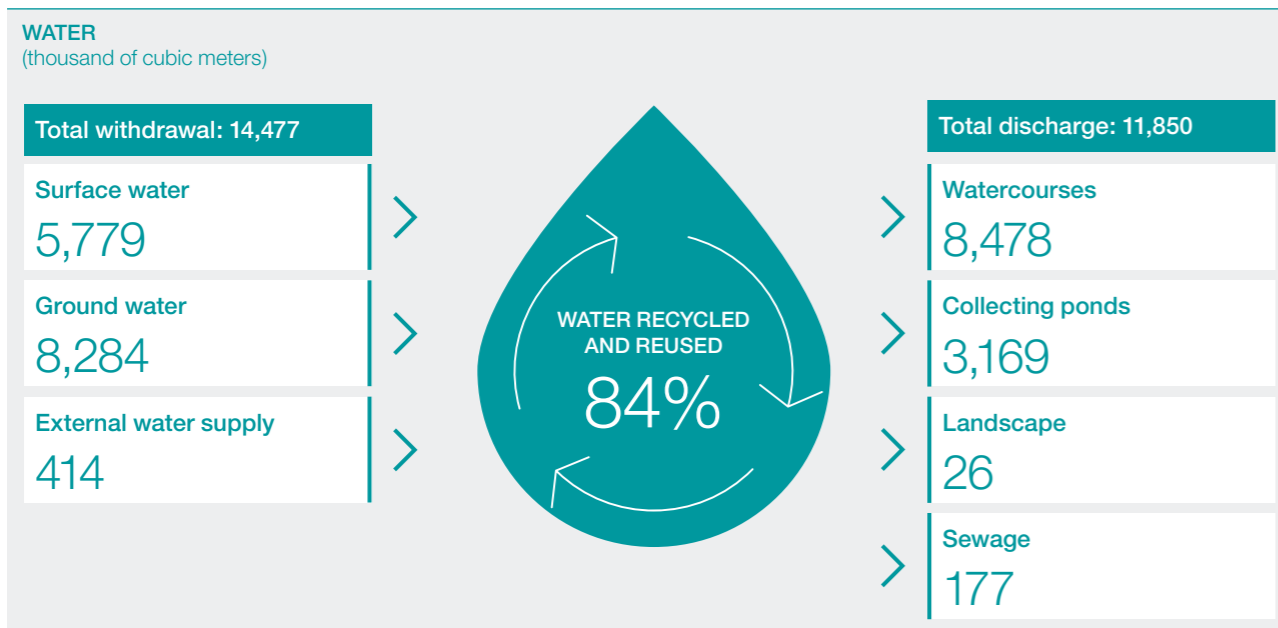 WATER
(thousand of cubic meters)
Total withdrawal: 14,477
Surface water
5,779
Ground water
8,284
External water supply
414
WATER RECYCLED
AND REUSED
84%
Total discharge: 11,850
Watercourses
8,478
Collecting ponds
3,169
Landscape
26
Sewage
177